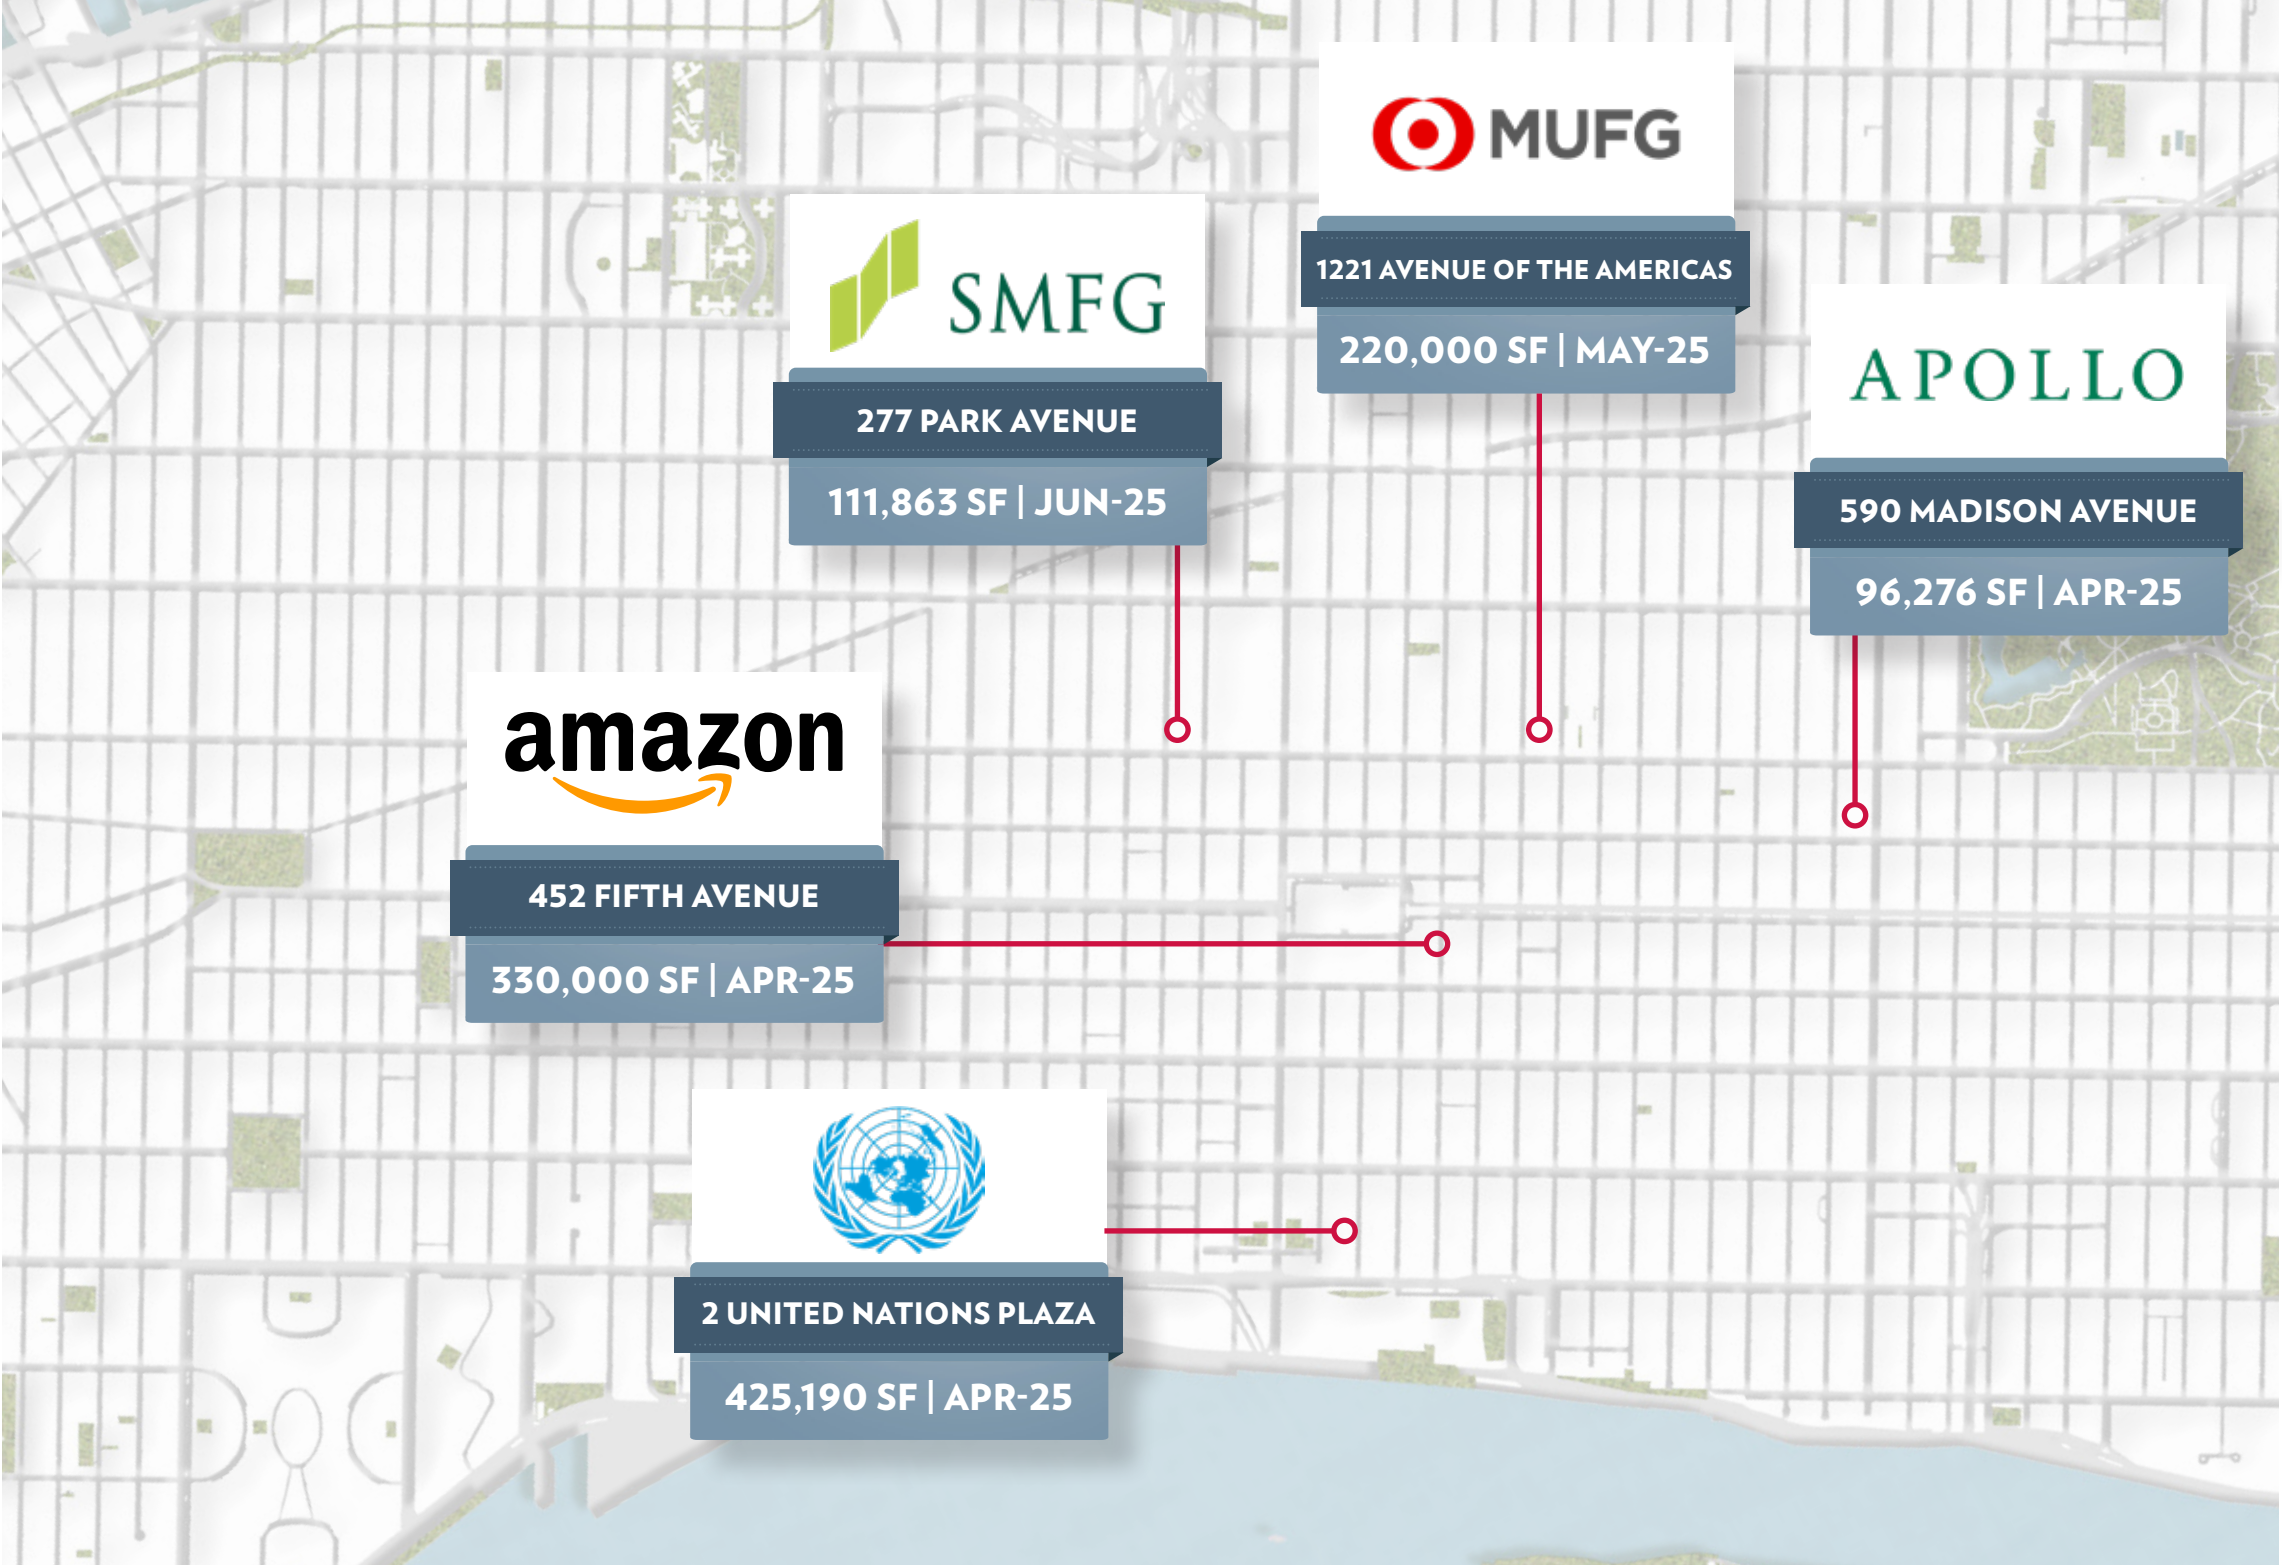 MUFG
1221 AVENUE OF THE AMERICAS
220,000 SF | MAY-25
SMFG
277 PARK AVENUE
111,863 SF | JUN-25
APOLLO
590 MADISON AVENUE
96,276 SF | APR-25
amazon
452 FIFTH AVENUE
330,000 SF | APR-25
2 UNITED NATIONS PLAZA
425,190 SF | APR-25